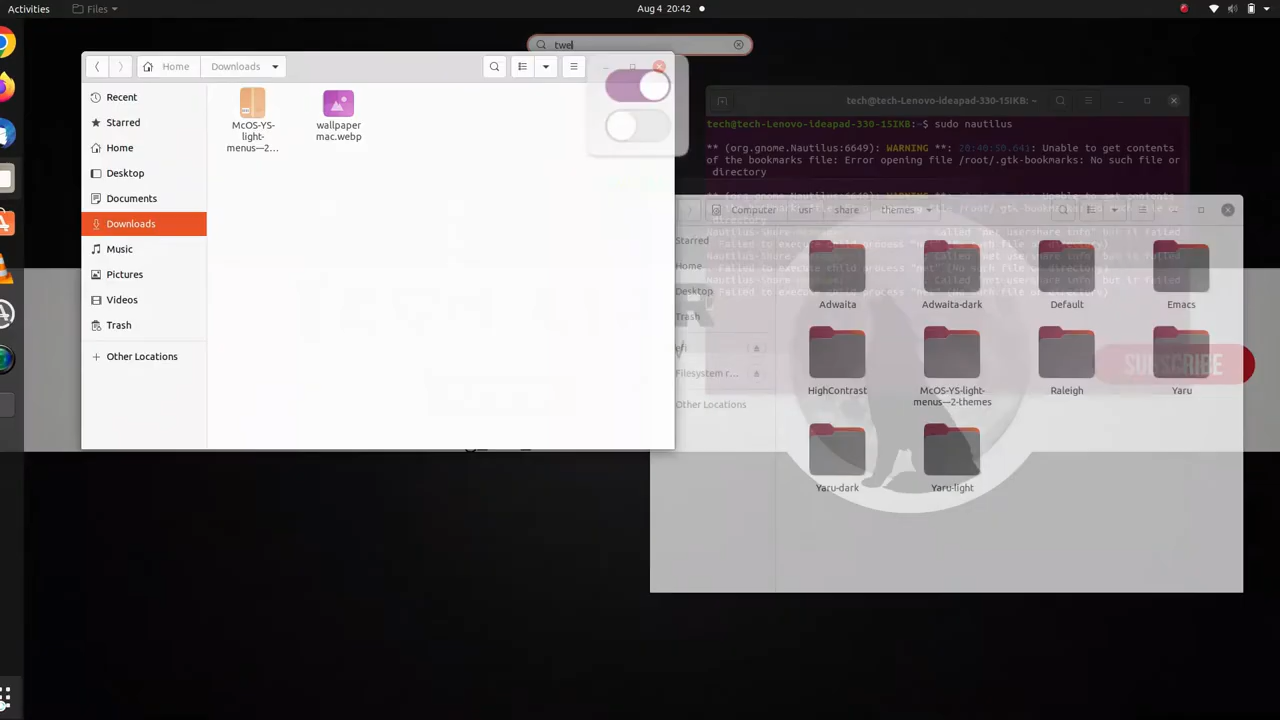 Activities
Files
Aug 4 20:42
twe
Home
Downloads
Recent
Starred
Home
Desktop
Documents
Downloads
Music
Pictures
Videos
Trash
Other Locations
McOS-YS-
light-
menus—2…
wallpaper
mac.webp
tech@tech-Lenovo-ideapad-330-15IKB: ~
tech@tech-Lenovo-ideapad-330-15IKB:~$ sudo nautilus
** (org.gnome.Nautilus:6649): WARNING **: 20:40:50.641: Unable to get contents
of the bookmarks file: Error opening file /root/.gtk-bookmarks: No such file or
directory
Computer
usr
share
themes
Starred
Home
Desktop
Trash
efi
Filesystem r…
Other Locations
Adwaita
Adwaita-dark
Default
Emacs
HighContrast
McOS-YS-light-
menus—2-themes
Raleigh
Yaru
Yaru-dark
Yaru-light
SUBSCRIBE